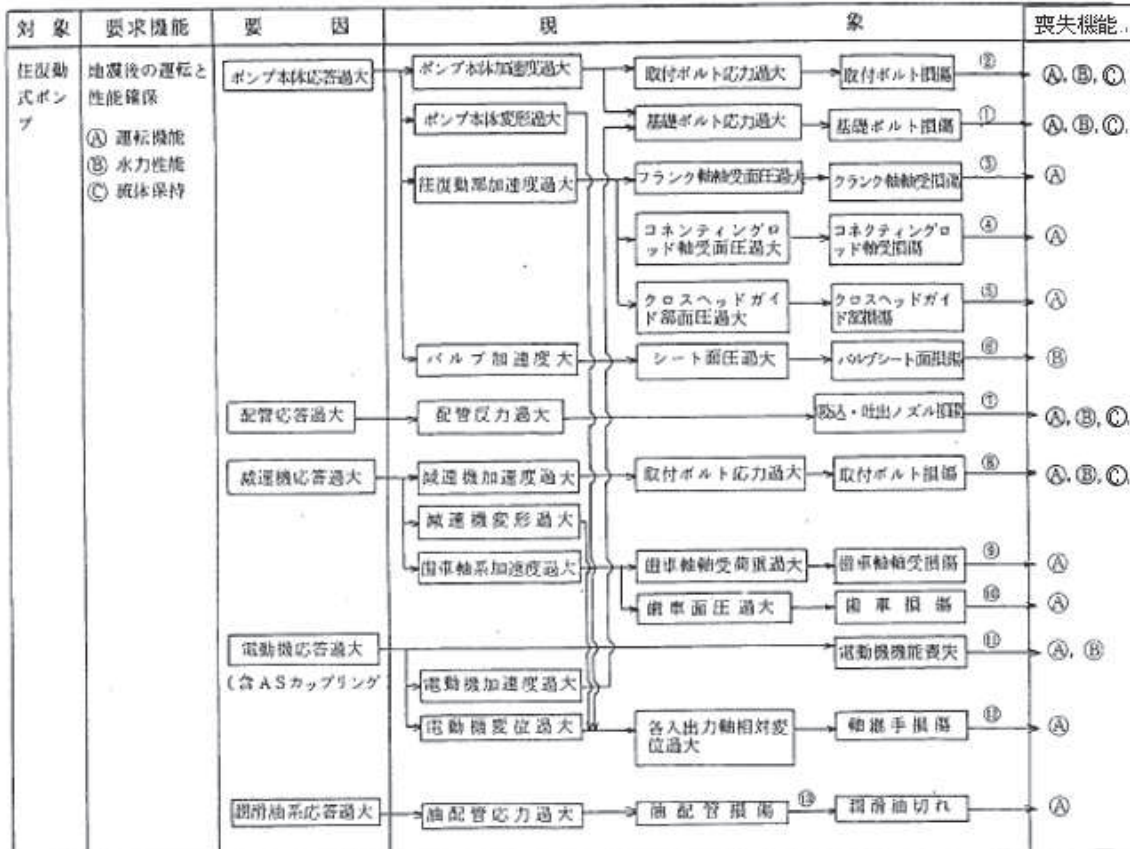 対象 要求機能 要因 現象 喪失機能
往復動式ポンプ
地震後の運転と
性能確保
Ⓐ 運転機能
Ⓑ 水力性能
Ⓒ 流体保持
ポンプ本体応答過大
ポンプ本体加速度過大
取付ボルト応力過大
取付ボルト損傷
②
Ⓐ, Ⓑ, Ⓒ
ポンプ本体変形過大
基礎ボルト応力過大
基礎ボルト損傷
①
Ⓐ, Ⓑ, Ⓒ
往復動部加速度過大
フランク軸軸受面圧過大
クランク軸軸受損傷
③
Ⓐ
コネンティングロ
ッド軸受面圧過大
コネクティングロ
ッド軸受損傷
④
Ⓐ
クロスヘッドガイ
ド部面圧過大
クロスヘッドガイ
ド部損傷
⑤
Ⓐ
バルブ加速度大
シート面圧過大
バルブシート面損傷
⑥
Ⓑ
配管応答過大
配管反力過大
吸込・吐出ノズル損傷
⑦
Ⓐ, Ⓑ, Ⓒ
減速機応答過大
減速機加速度過大
取付ボルト応力過大
取付ボルト損傷
⑧
Ⓐ, Ⓑ, Ⓒ
減速機変形過大
歯車軸系加速度過大
歯車軸軸受荷重過大
歯車軸軸受損傷
⑨
Ⓐ
歯車面圧過大
歯車損傷
⑩
Ⓐ
電動機応答過大
(含ASカップリング
電動機機能喪失
⑪
Ⓐ, Ⓑ
電動機加速度過大
電動機変位過大
各入出力軸相対変
位過大
軸継手損傷
⑫
Ⓐ
潤滑油系応答過大
油配管応力過大
油配管損傷
⑬
潤滑油切れ
Ⓐ